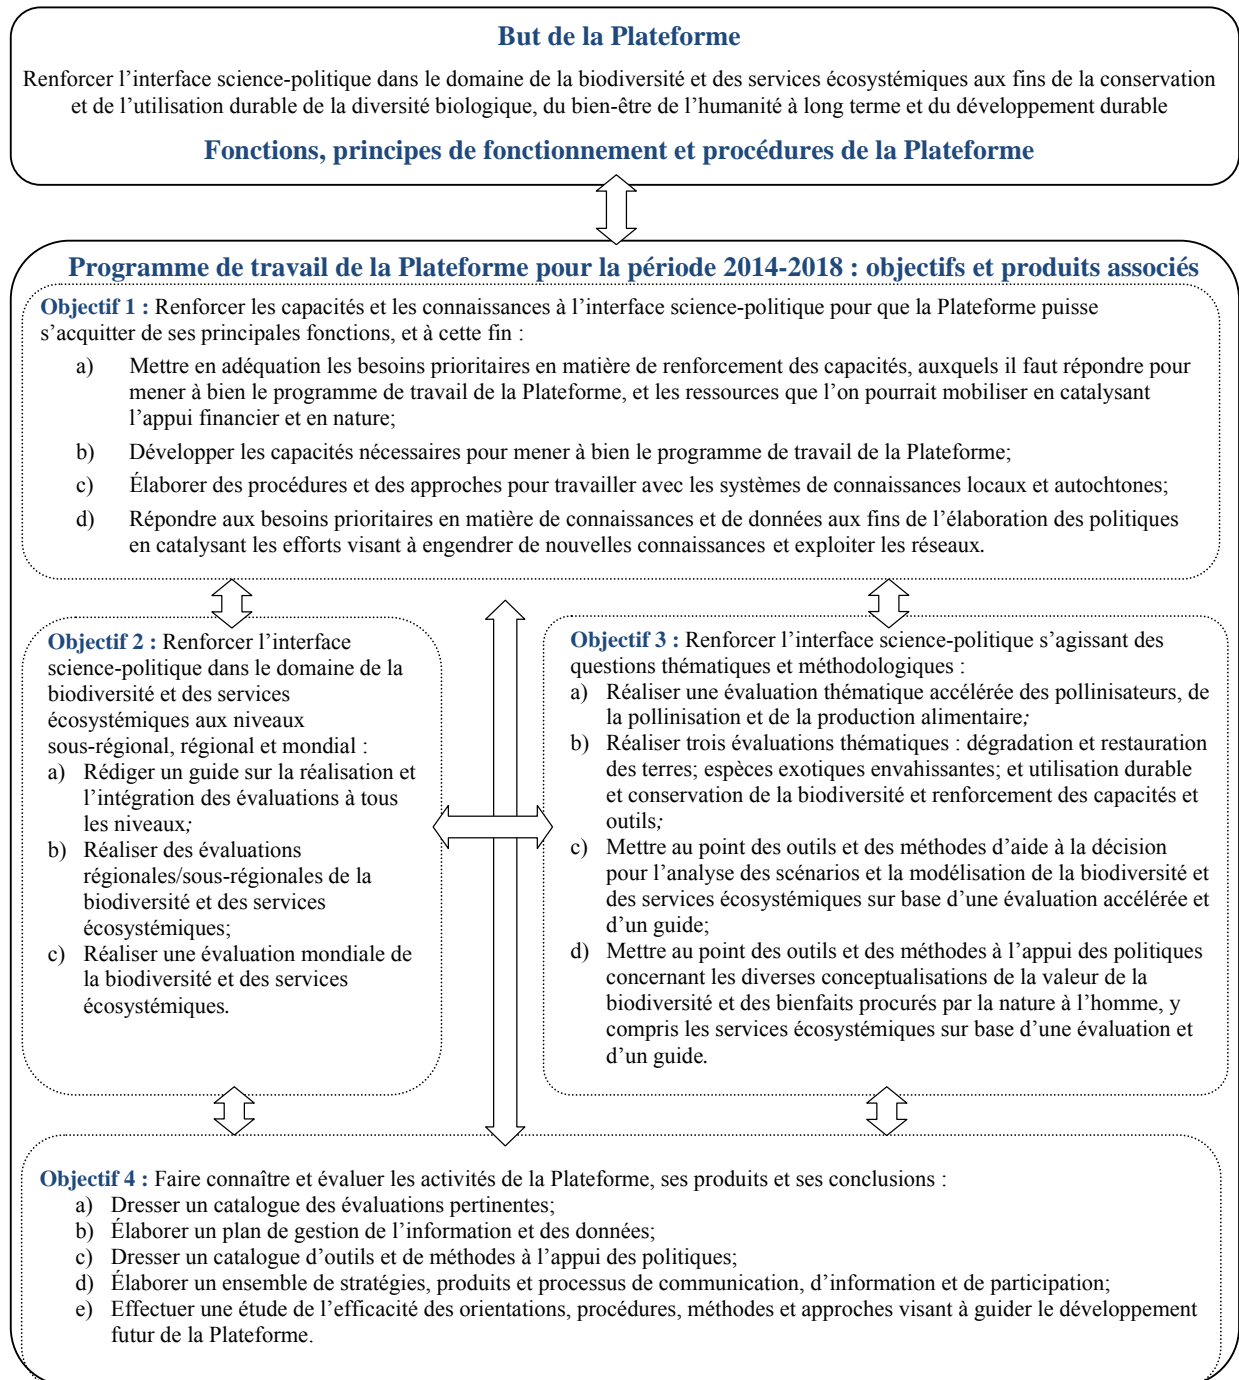 But de la Plateforme
Renforcer l'interface science-politique dans le domaine de la biodiversité et des services écosystémiques aux fins de la conservation
et de l'utilisation durable de la diversité biologique, du bien-être de l'humanité à long terme et du développement durable
Fonctions, principes de fonctionnement et procédures de la Plateforme
Programme de travail de la Plateforme pour la période 2014-2018 : objectifs et produits associés
Objectif 1 : Renforcer les capacités et les connaissances à l'interface science-politique pour que la Plateforme puisse
s'acquitter de ses principales fonctions, et à cette fin :
a) Mettre en adéquation les besoins prioritaires en matière de renforcement des capacités, auxquels il faut répondre pour
mener à bien le programme de travail de la Plateforme, et les ressources que l'on pourrait mobiliser en catalysant
l'appui financier et en nature;
b) Développer les capacités nécessaires pour mener à bien le programme de travail de la Plateforme;
c) Élaborer des procédures et des approches pour travailler avec les systèmes de connaissances locaux et autochtones;
d) Répondre aux besoins prioritaires en matière de connaissances et de données aux fins de l'élaboration des politiques
en catalysant les efforts visant à engendrer de nouvelles connaissances et exploiter les réseaux.
Objectif 2 : Renforcer l'interface
science-politique dans le domaine de la
biodiversité et des services
écosystémiques aux niveaux
sous-régional, régional et mondial :
a) Rédiger un guide sur la réalisation et
l'intégration des évaluations à tous
les niveaux;
b) Réaliser des évaluations
régionales/sous-régionales de la
biodiversité et des services
écosystémiques;
c) Réaliser une évaluation mondiale de
la biodiversité et des services
écosystémiques.
Objectif 3 : Renforcer l'interface science-politique s'agissant des
questions thématiques et méthodologiques :
a) Réaliser une évaluation thématique accélérée des pollinisateurs, de
la pollinisation et de la production alimentaire;
b) Réaliser trois évaluations thématiques : dégradation et restauration
des terres; espèces exotiques envahissantes; et utilisation durable
et conservation de la biodiversité et renforcement des capacités et
outils;
c) Mettre au point des outils et des méthodes d'aide à la décision
pour l'analyse des scénarios et la modélisation de la biodiversité et
des services écosystémiques sur base d'une évaluation accélérée et
d'un guide;
d) Mettre au point des outils et des méthodes à l'appui des politiques
concernant les diverses conceptualisations de la valeur de la
biodiversité et des bienfaits procurés par la nature à l'homme, y
compris les services écosystémiques sur base d'une évaluation et
d'un guide.
Objectif 4 : Faire connaître et évaluer les activités de la Plateforme, ses produits et ses conclusions :
a) Dresser un catalogue des évaluations pertinentes;
b) Élaborer un plan de gestion de l'information et des données;
c) Dresser un catalogue d'outils et de méthodes à l'appui des politiques;
d) Élaborer un ensemble de stratégies, produits et processus de communication, d'information et de participation;
e) Effectuer une étude de l'efficacité des orientations, procédures, méthodes et approches visant à guider le développement
futur de la Plateforme.